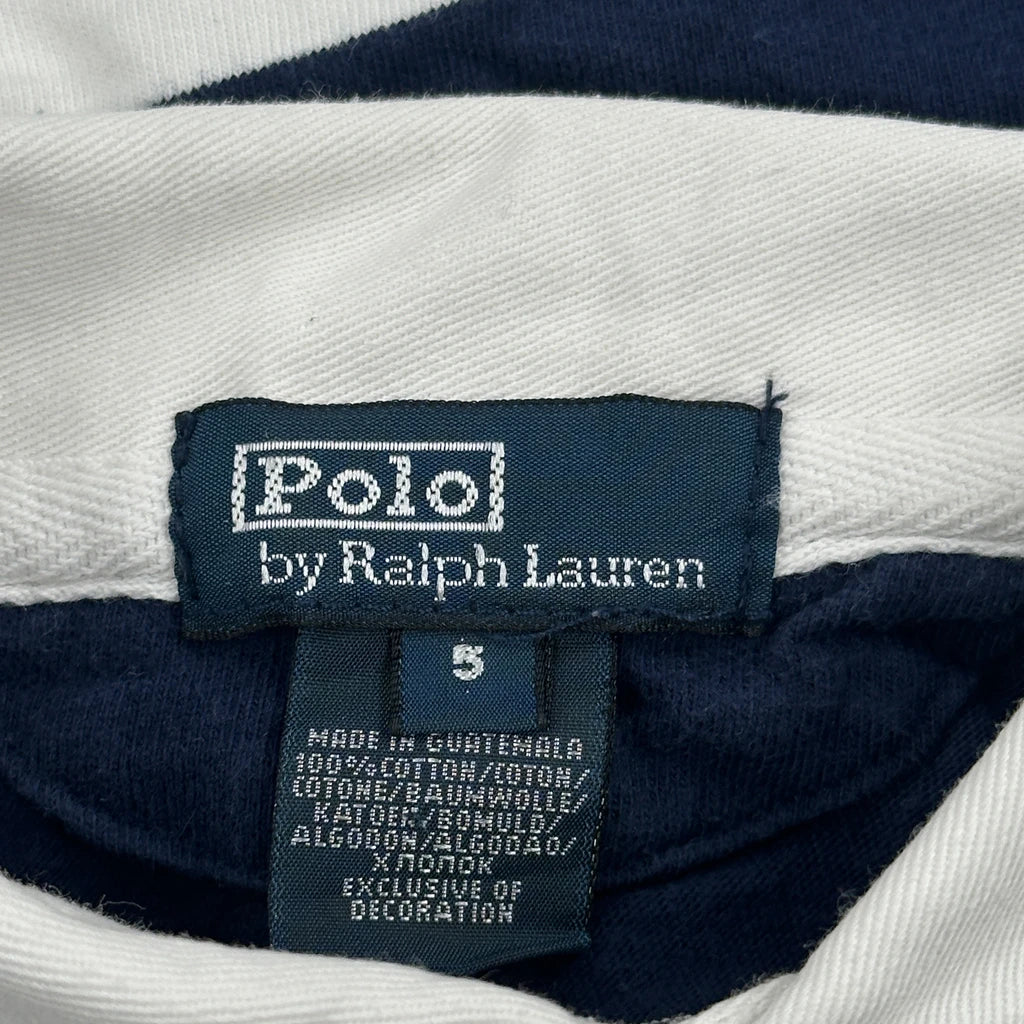 Polo
by Ralph Lauren
5
MADE IN GUATEMALA
100% COTTON/COTON/
COTONE/BAUMWOLLE/
KATOEN/BOMULD/
ALGODON/ALGODAO/
ХЛОПОК
EXCLUSIVE OF
DECORATION